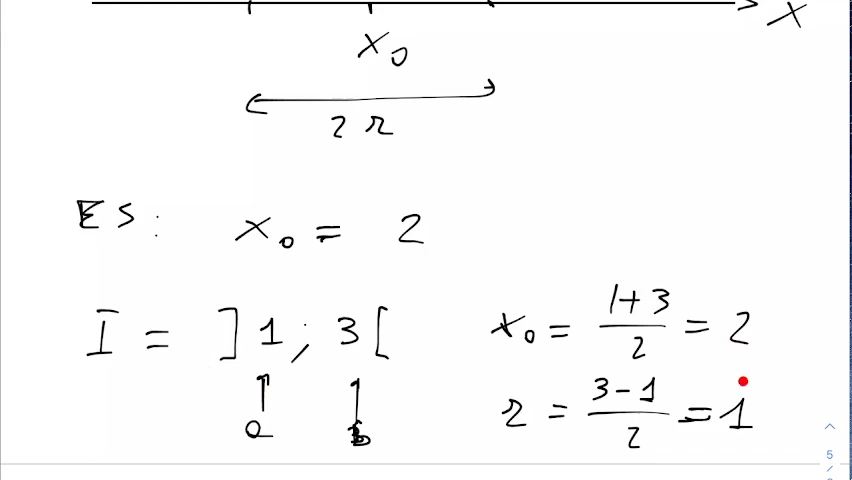 x
x₀
2 r
ES: x₀ = 2
I = ]1 ; 3[
a b
x₀ = (1+3)/2 = 2
r = (3-1)/2 = 1
5
/